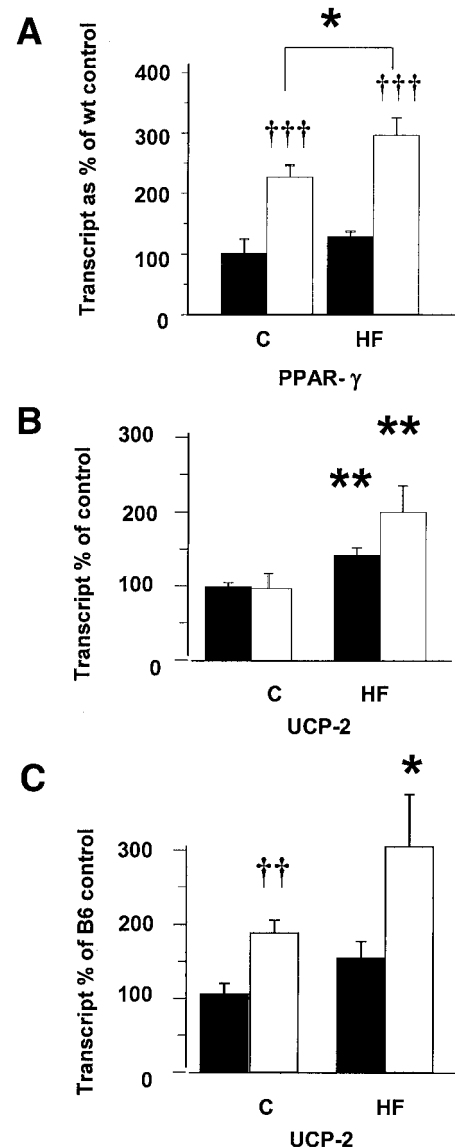 A
*
Transcript as % of wt control
400
300
200
100
0
†††
†††
C HF
PPAR- γ
B
**
**
Transcript % of control
300
200
100
0
C HF
UCP-2
C
*
Transcript % of B6 control
300
200
100
0
††
C HF
UCP-2